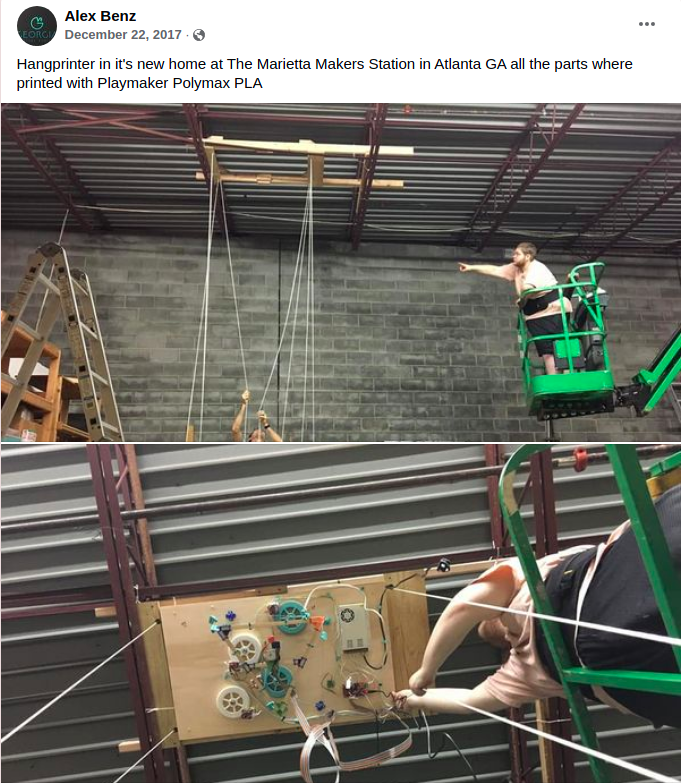 Alex Benz
December 22, 2017 ·
Hangprinter in it's new home at The Marietta Makers Station in Atlanta GA all the parts where
printed with Playmaker Polymax PLA